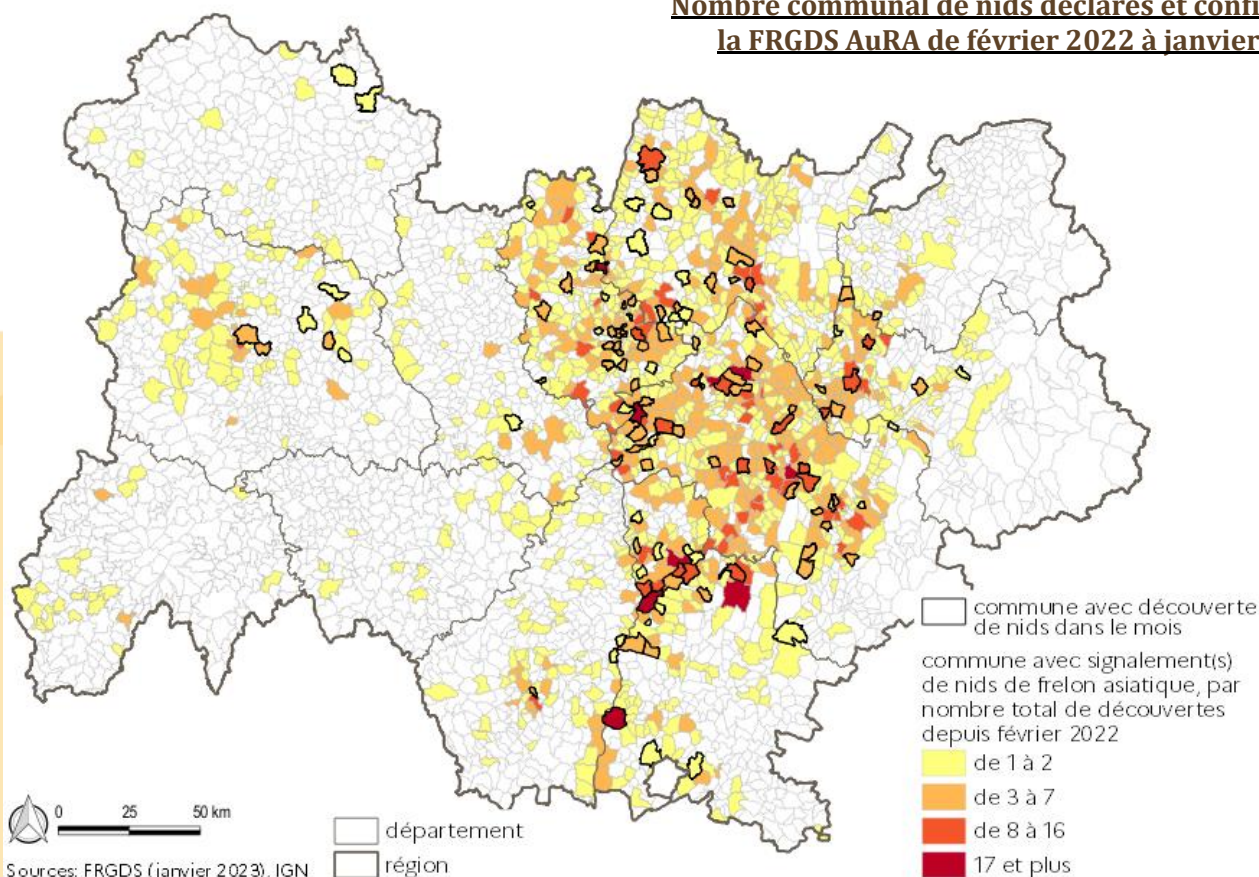 Nombre communal de nids déclarés et confi
la FRGDS AuRA de février 2022 à janvier
commune avec découverte
de nids dans le mois
commune avec signalement(s)
de nids de frelon asiatique, par
nombre total de découvertes
depuis février 2022
de 1 à 2
de 3 à 7
de 8 à 16
17 et plus
0 25 50 km
département
région
Sources: FRGDS (janvier 2023), IGN